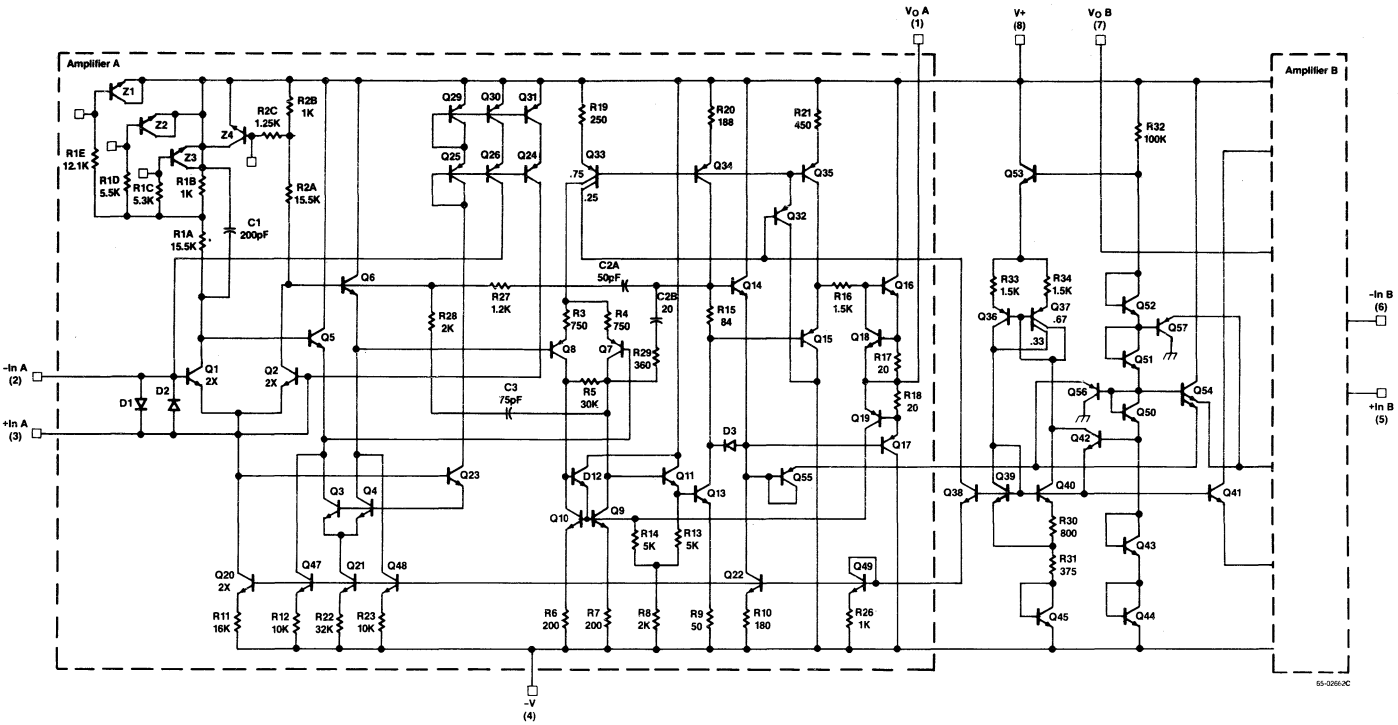 VO A
(1)
V+
(8)
VO B
(7)
Amplifier A
Amplifier B
Z1
Z2
Z3
Z4
R2C
1.25K
R2B
1K
R1E
12.1K
R1D
5.5K
R1C
5.3K
R1B
1K
R1A
15.5K
C1
200pF
R2A
15.5K
Q29
Q30
Q31
Q25
Q26
Q24
R19
250
Q33
.75
.25
R20
188
Q34
R21
450
Q35
Q32
R32
100K
Q53
Q6
R27
1.2K
C2A
50pF
C2B
20
Q14
R28
2K
R3
750
R4
750
Q8
Q7
R29
360
R5
30K
C3
75pF
R15
84
Q15
R16
1.5K
Q16
Q18
R17
20
R18
20
Q19
Q17
R33
1.5K
R34
1.5K
Q36
Q37
.67
.33
Q52
Q57
Q51
Q56
Q50
Q54
Q42
-In B
(6)
+In B
(5)
-In A
(2)
+In A
(3)
D1
D2
Q1
2X
Q2
2X
Q5
Q23
Q3
Q4
D12
Q11
Q13
D3
Q55
Q10
Q9
R14
5K
R13
5K
Q38
Q39
Q40
Q41
R30
800
R31
375
Q43
Q45
Q44
Q20
2X
Q47
Q21
Q48
Q22
Q49
R11
16K
R12
10K
R22
32K
R23
10K
R6
200
R7
200
R8
2K
R9
50
R10
180
R26
1K
-V
(4)
65-02662C